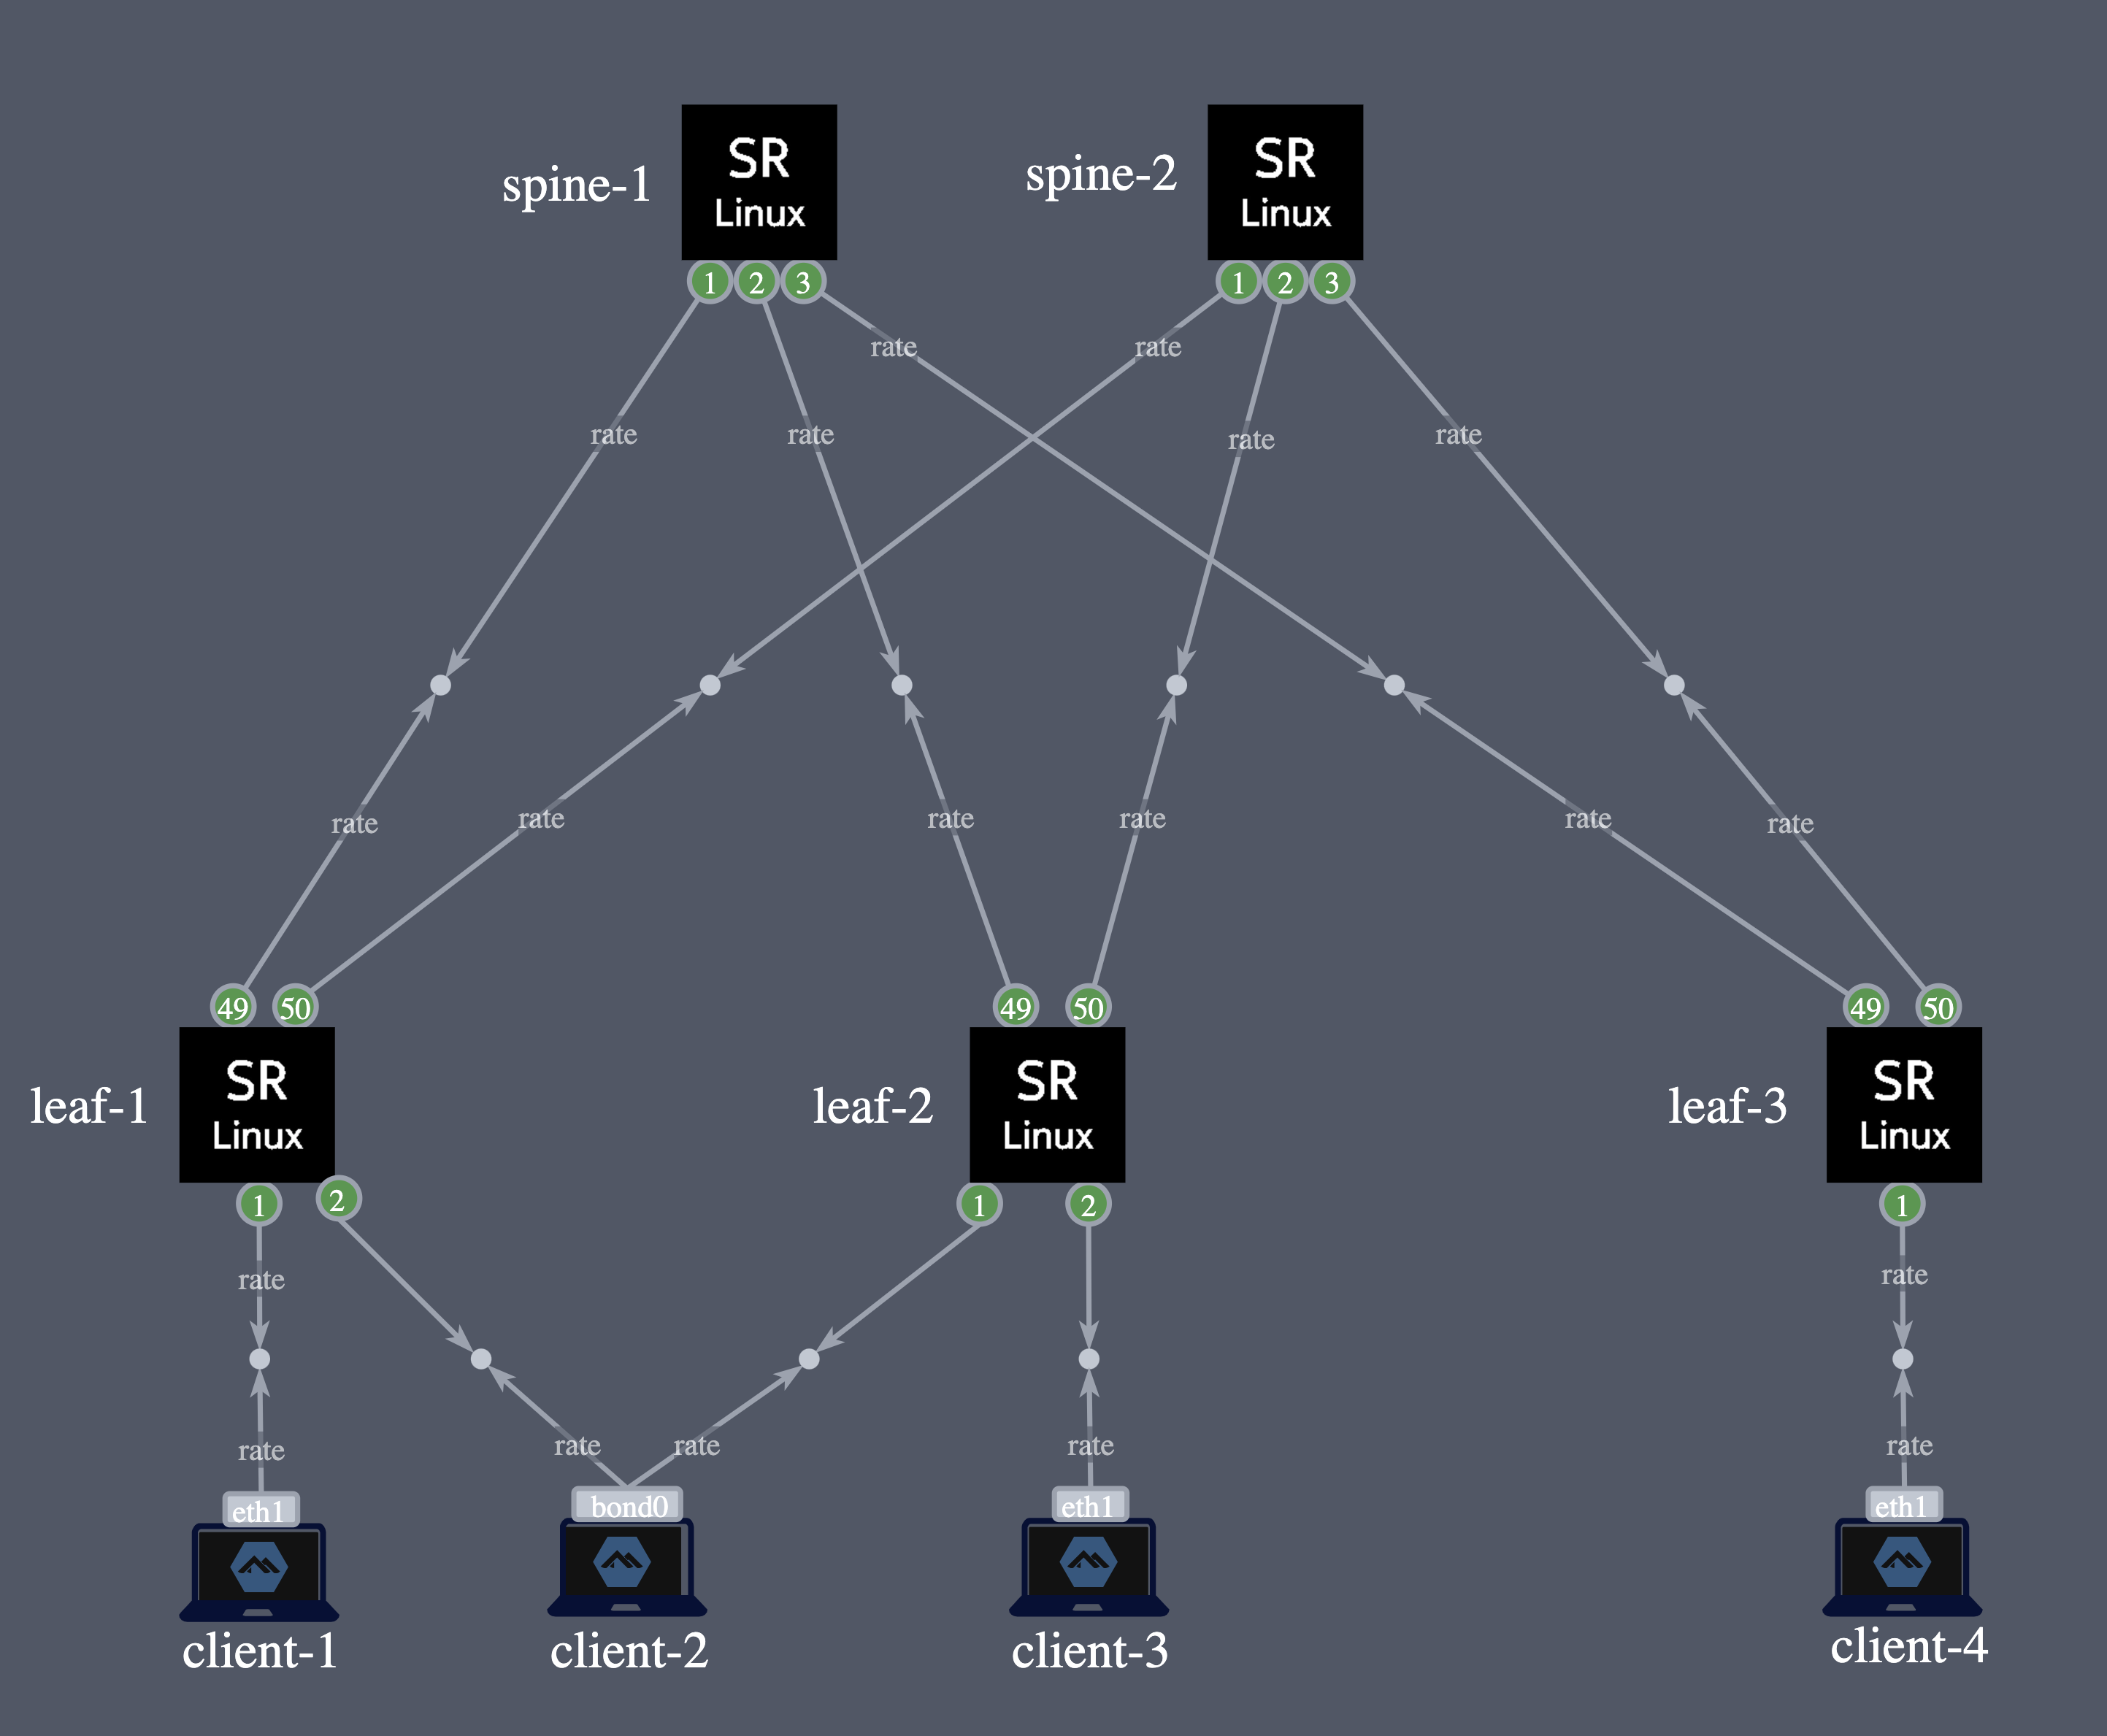 spine-1
SR
Linux
spine-2
SR
Linux
1 2 3
1 2 3
rate
rate
rate
rate
rate
rate
rate
rate
rate
rate
rate
rate
49 50
49 50
49 50
leaf-1
SR
Linux
leaf-2
SR
Linux
leaf-3
SR
Linux
1 2
1 2
1
rate
rate
rate
rate
rate
rate
rate
eth1
bond0
eth1
eth1
client-1
client-2
client-3
client-4